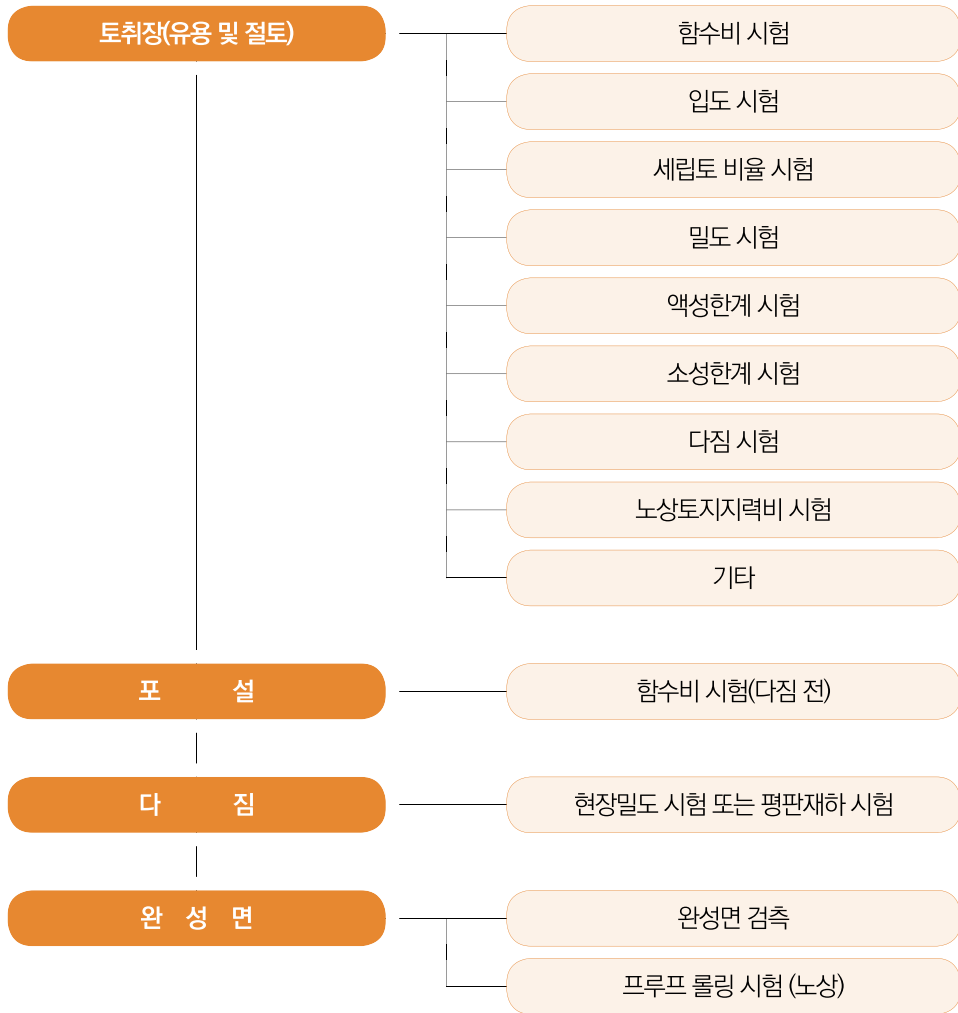 토취장(유용 및 절토)
함수비 시험
입도 시험
세립토 비율 시험
밀도 시험
액성한계 시험
소성한계 시험
다짐 시험
노상토지지력비 시험
기타
포 설
함수비 시험(다짐 전)
다 짐
현장밀도 시험 또는 평판재하 시험
완 성 면
완성면 검측
프루프 롤링 시험 (노상)